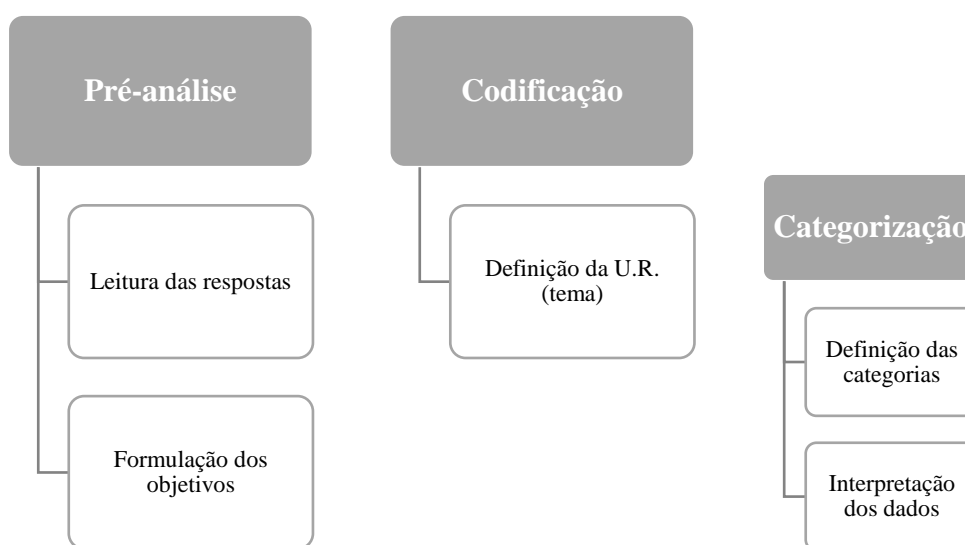 Pré-análise
Leitura das respostas
Formulação dos
objetivos
Codificação
Definição da U.R.
(tema)
Categorização
Definição das
categorias
Interpretação
dos dados